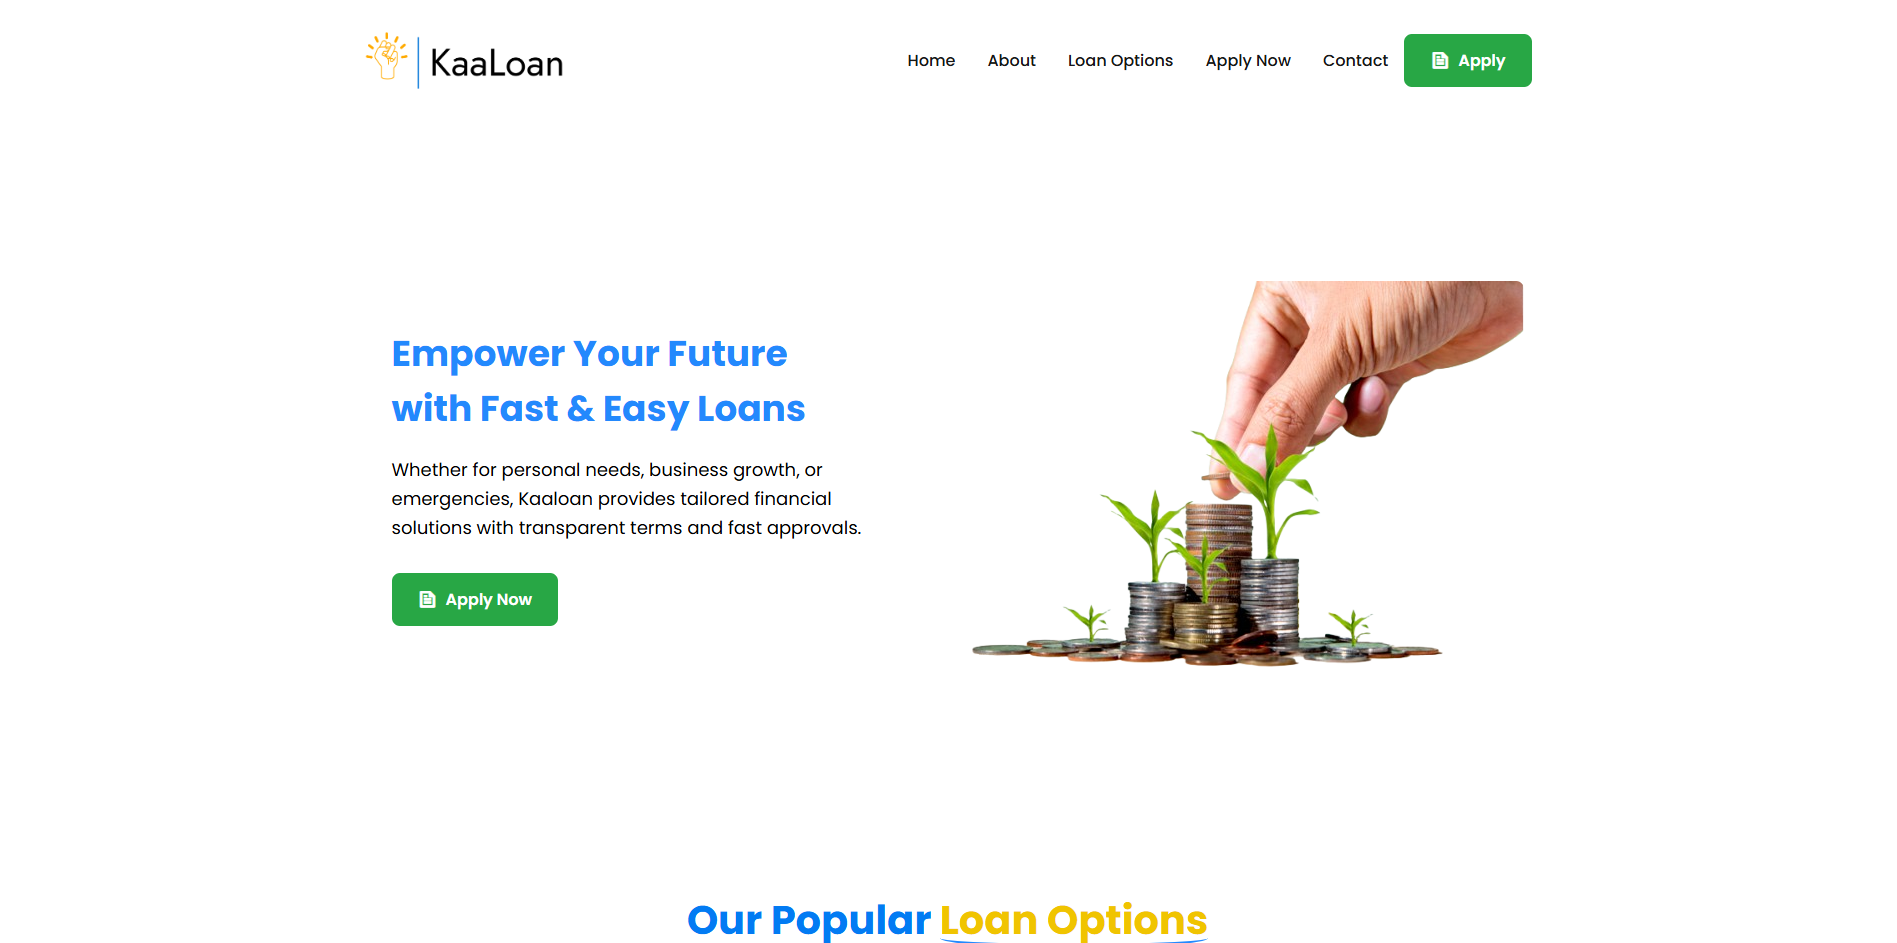 KaaLoan
Home
About
Loan Options
Apply Now
Contact
Apply
Empower Your Future
with Fast & Easy Loans
Whether for personal needs, business growth, or
emergencies, Kaaloan provides tailored financial
solutions with transparent terms and fast approvals.
Apply Now
Our Popular Loan Options